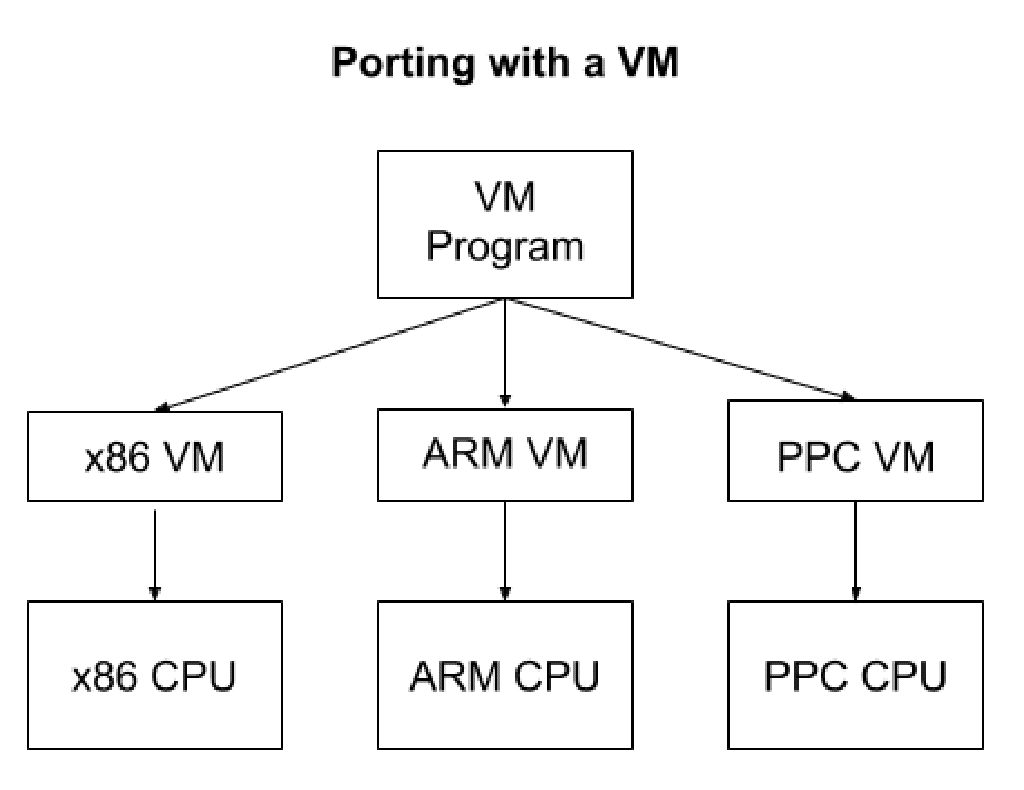 Porting with a VM
VM
Program
x86 VM
ARM VM
PPC VM
x86 CPU
ARM CPU
PPC CPU